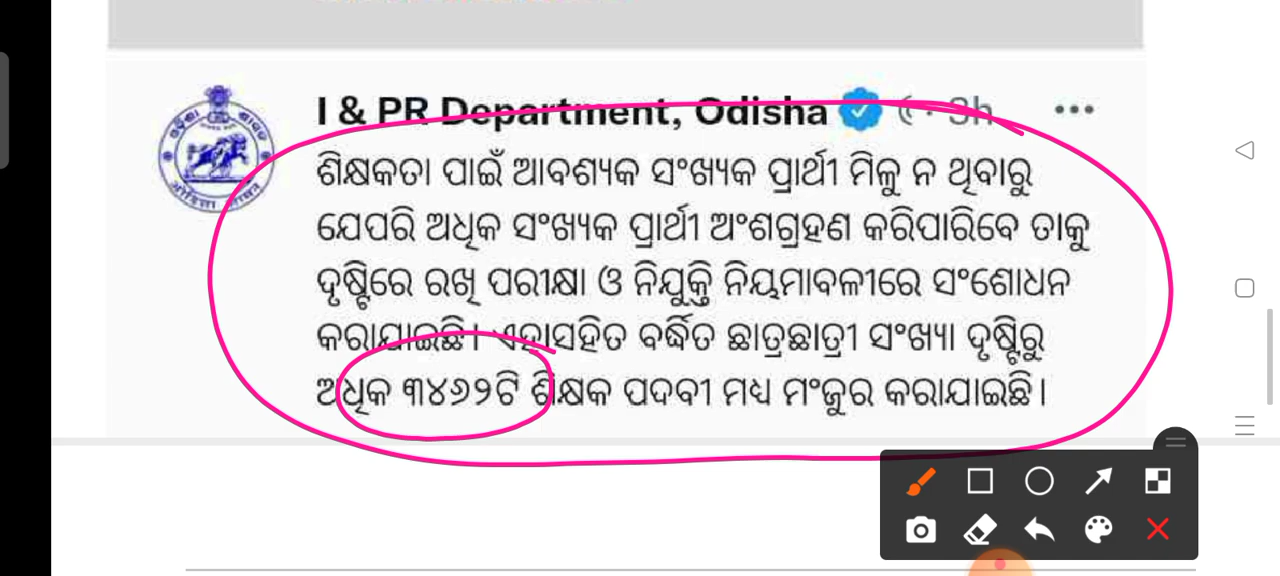 I & PR Department, Odisha · 3h
ଶିକ୍ଷକତା ପାଇଁ ଆବଶ୍ୟକ ସଂଖ୍ୟକ ପ୍ରାର୍ଥୀ ମିଳୁ ନ ଥିବାରୁ
ଯେପରି ଅଧିକ ସଂଖ୍ୟକ ପ୍ରାର୍ଥୀ ଅଂଶଗ୍ରହଣ କରିପାରିବେ ତାକୁ
ଦୃଷ୍ଟିରେ ରଖି ପରୀକ୍ଷା ଓ ନିଯୁକ୍ତି ନିୟମାବଳୀରେ ସଂଶୋଧନ
କରାଯାଇଛି। ଏହାସହିତ ବର୍ଦ୍ଧିତ ଛାତ୍ରଛାତ୍ରୀ ସଂଖ୍ୟା ଦୃଷ୍ଟିରୁ
ଅଧିକ ୩୪୬୨ଟି ଶିକ୍ଷକ ପଦବୀ ମଧ୍ୟ ମଂଜୁର କରାଯାଇଛି।